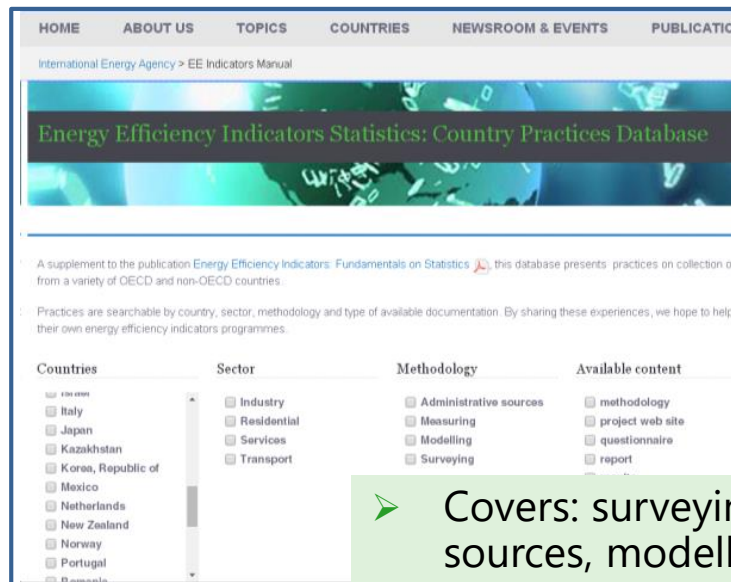 HOME ABOUT US TOPICS COUNTRIES NEWSROOM & EVENTS
International Energy Agency > EE Indicators Manual
Energy Efficiency Indicators Statistics: Country Practices Database
A supplement to the publication Energy Efficiency Indicators: Fundamentals on Statistics , this database presents practices on collection
from a variety of OECD and non-OECD countries.
Practices are searchable by country, sector, methodology and type of available documentation. By sharing these experiences, we hope to help
their own energy efficiency indicators programmes.
Countries Sector Methodology Available content
Italy Industry Administrative sources methodology
Japan Residential Measuring project web site
Kazakhstan Services Modelling questionnaire
Korea, Republic of Transport Surveying report
Mexico
Netherlands
New Zealand
Norway
Portugal
Covers:
sources,